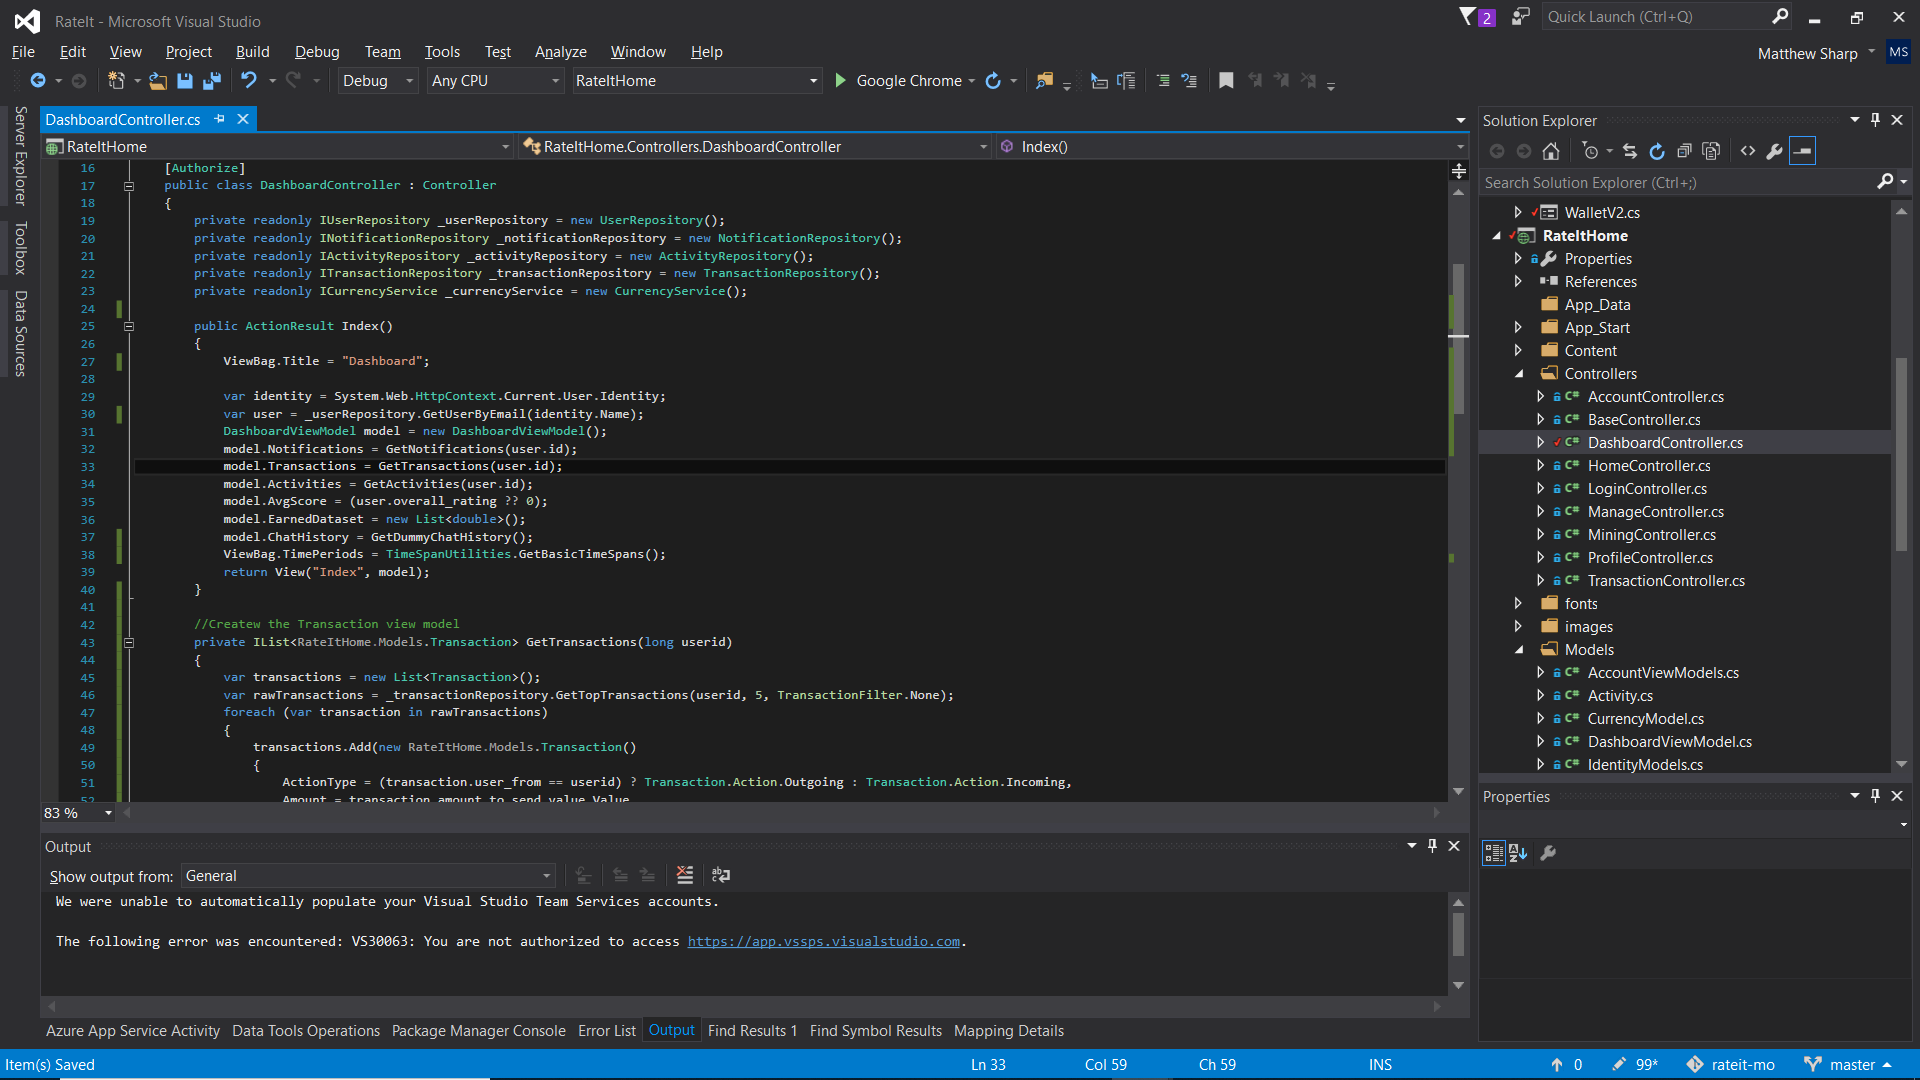 RateIt - Microsoft Visual Studio
2
Quick Launch (Ctrl+Q)
File Edit View Project Build Debug Team Tools Test Analyze Window Help
Matthew Sharp MS
Debug Any CPU RateItHome Google Chrome
Server Explorer
Toolbox
Data Sources
DashboardController.cs
RateItHome RateItHome.Controllers.DashboardController Index()
16 [Authorize]
17 public class DashboardController : Controller
18 {
19 private readonly IUserRepository _userRepository = new UserRepository();
20 private readonly INotificationRepository _notificationRepository = new NotificationRepository();
21 private readonly IActivityRepository _activityRepository = new ActivityRepository();
22 private readonly ITransactionRepository _transactionRepository = new TransactionRepository();
23 private readonly ICurrencyService _currencyService = new CurrencyService();
24
25 public ActionResult Index()
26 {
27 ViewBag.Title = "Dashboard";
28
29 var identity = System.Web.HttpContext.Current.User.Identity;
30 var user = _userRepository.GetUserByEmail(identity.Name);
31 DashboardViewModel model = new DashboardViewModel();
32 model.Notifications = GetNotifications(user.id);
33 model.Transactions = GetTransactions(user.id);
34 model.Activities = GetActivities(user.id);
35 model.AvgScore = (user.overall_rating ?? 0);
36 model.EarnedDataset = new List<double>();
37 model.ChatHistory = GetDummyChatHistory();
38 ViewBag.TimePeriods = TimeSpanUtilities.GetBasicTimeSpans();
39 return View("Index", model);
40 }
41
42 //Createw the Transaction view model
43 private IList<RateItHome.Models.Transaction> GetTransactions(long userid)
44 {
45 var transactions = new List<Transaction>();
46 var rawTransactions = _transactionRepository.GetTopTransactions(userid, 5, TransactionFilter.None);
47 foreach (var transaction in rawTransactions)
48 {
49 transactions.Add(new RateItHome.Models.Transaction()
50 {
51 ActionType = (transaction.user_from == userid) ? Transaction.Action.Outgoing : Transaction.Action.Incoming,
52 Amount = transaction.amount_to_send_value.Value
83 %
Output
Show output from: General
We were unable to automatically populate your Visual Studio Team Services accounts.
The following error was encountered: VS30063: You are not authorized to access https://app.vssps.visualstudio.com.
Azure App Service Activity Data Tools Operations Package Manager Console Error List Output Find Results 1 Find Symbol Results Mapping Details
Solution Explorer
Search Solution Explorer (Ctrl+;)
WalletV2.cs
RateItHome
Properties
References
App_Data
App_Start
Content
Controllers
C# AccountController.cs
C# BaseController.cs
C# DashboardController.cs
C# HomeController.cs
C# LoginController.cs
C# ManageController.cs
C# MiningController.cs
C# ProfileController.cs
C# TransactionController.cs
fonts
images
Models
C# AccountViewModels.cs
C# Activity.cs
C# CurrencyModel.cs
C# DashboardViewModel.cs
C# IdentityModels.cs
Properties
Item(s) Saved Ln 33 Col 59 Ch 59 INS 0 99* rateit-mo master